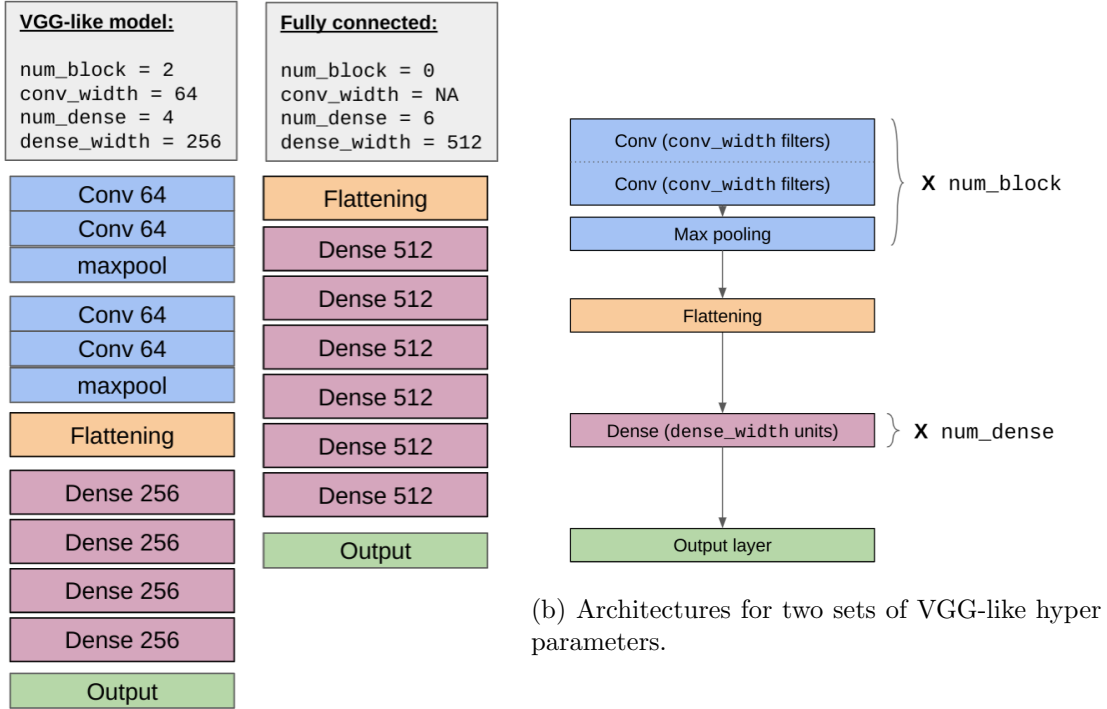 VGG-like model:
num_block = 2
conv_width = 64
num_dense = 4
dense_width = 256
Conv 64
Conv 64
maxpool
Conv 64
Conv 64
maxpool
Flattening
Dense 256
Dense 256
Dense 256
Dense 256
Output
Fully connected:
num_block = 0
conv_width = NA
num_dense = 6
dense_width = 512
Flattening
Dense 512
Dense 512
Dense 512
Dense 512
Dense 512
Dense 512
Output
Conv (conv_width filters)
Conv (conv_width filters)
Max pooling
X num_block
Flattening
Dense (dense_width units)
X num_dense
Output layer
(b) Architectures for two sets of VGG-like hyper
parameters.